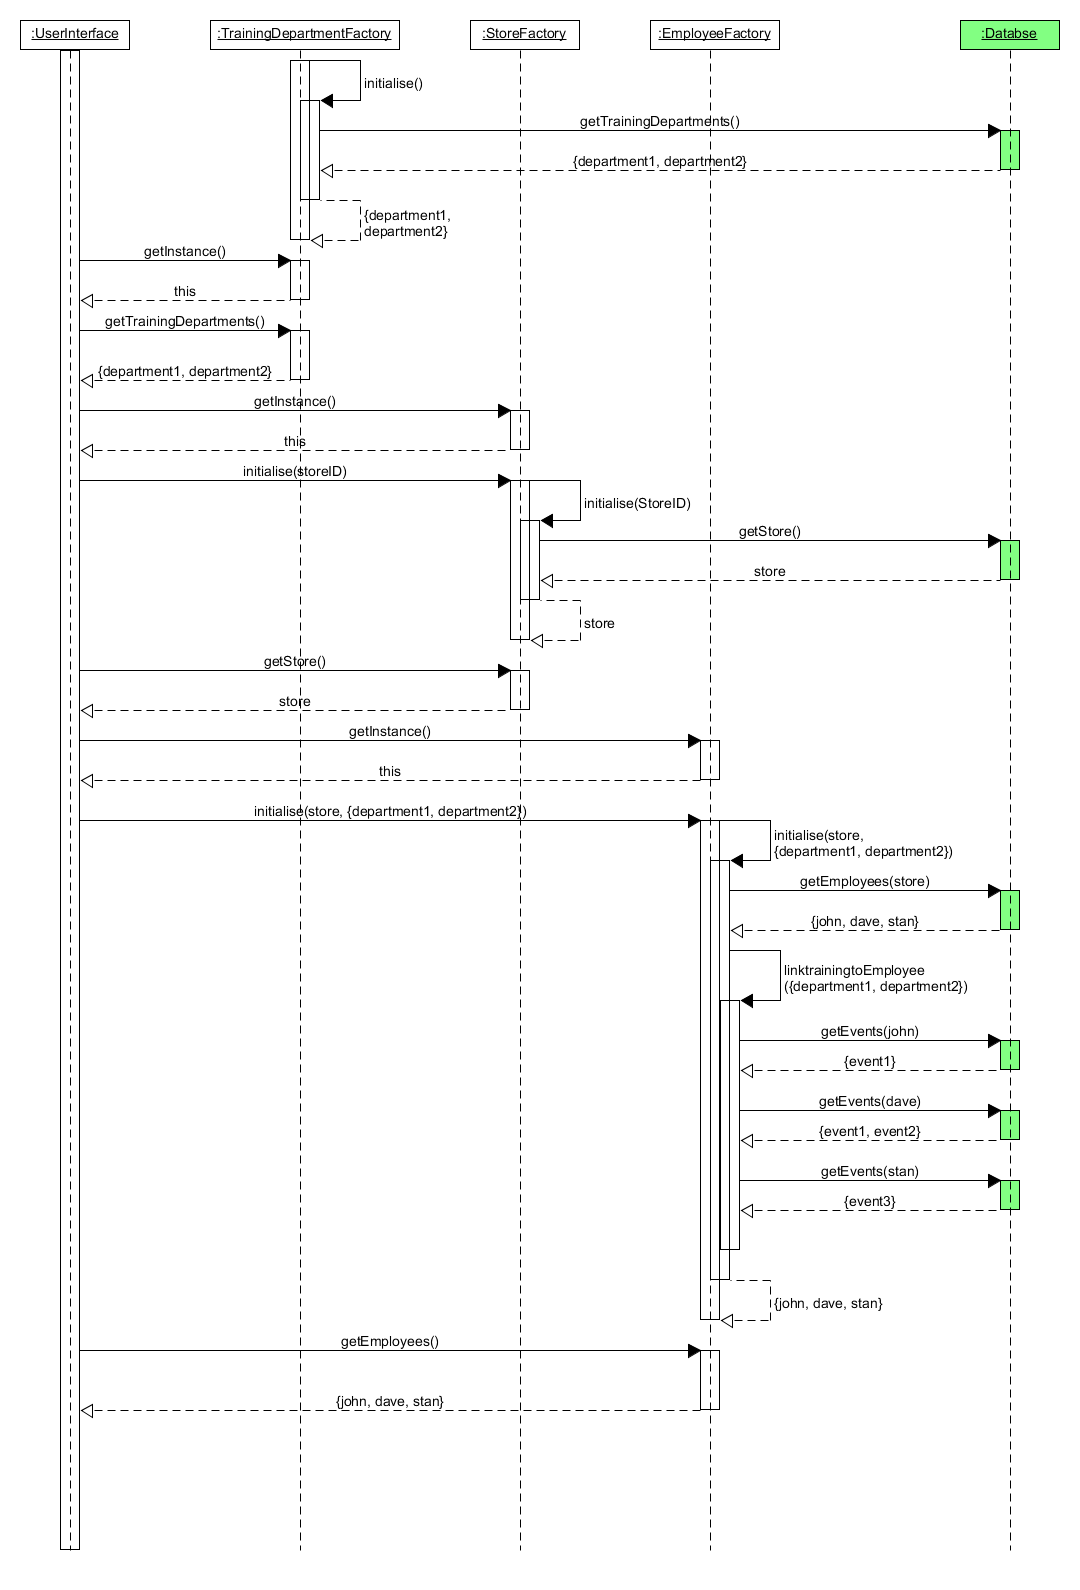 :UserInterface
:TrainingDepartmentFactory
:StoreFactory
:EmployeeFactory
:Databse
initialise()
getTrainingDepartments()
{department1, department2}
{department1,
department2}
getInstance()
this
getTrainingDepartments()
{department1, department2}
getInstance()
this
initialise(storeID)
initialise(StoreID)
getStore()
store
store
getStore()
store
getInstance()
this
initialise(store, {department1, department2})
initialise(store,
{department1, department2})
getEmployees(store)
{john, dave, stan}
linktrainingtoEmployee
({department1, department2})
getEvents(john)
{event1}
getEvents(dave)
{event1, event2}
getEvents(stan)
{event3}
{john, dave, stan}
getEmployees()
{john, dave, stan}